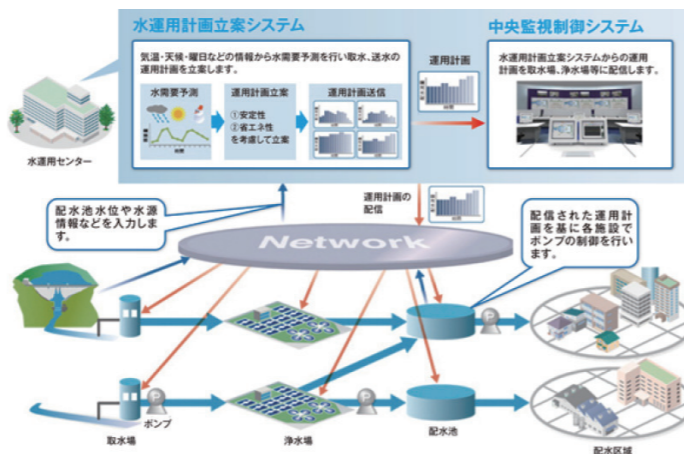 水運用計画立案システム
気温・天候・曜日などの情報から水需要予測を行い取水、送水の
運用計画を立案します。
水需要予測
運用計画立案
①安定性
②省エネ性
を考慮して立案
運用計画送信
運用計画
中央監視制御システム
水運用計画立案システムからの運用
計画を取水場、浄水場等に配信します。
水運用センター
配水池水位や水源
情報などを入力しま
す。
運用計画の
配信
配信された運用計
画を基に各施設で
ポンプの制御を行い
ます。
Network
P
P
P
P
ポンプ
取水場
浄水場
配水池
配水区域